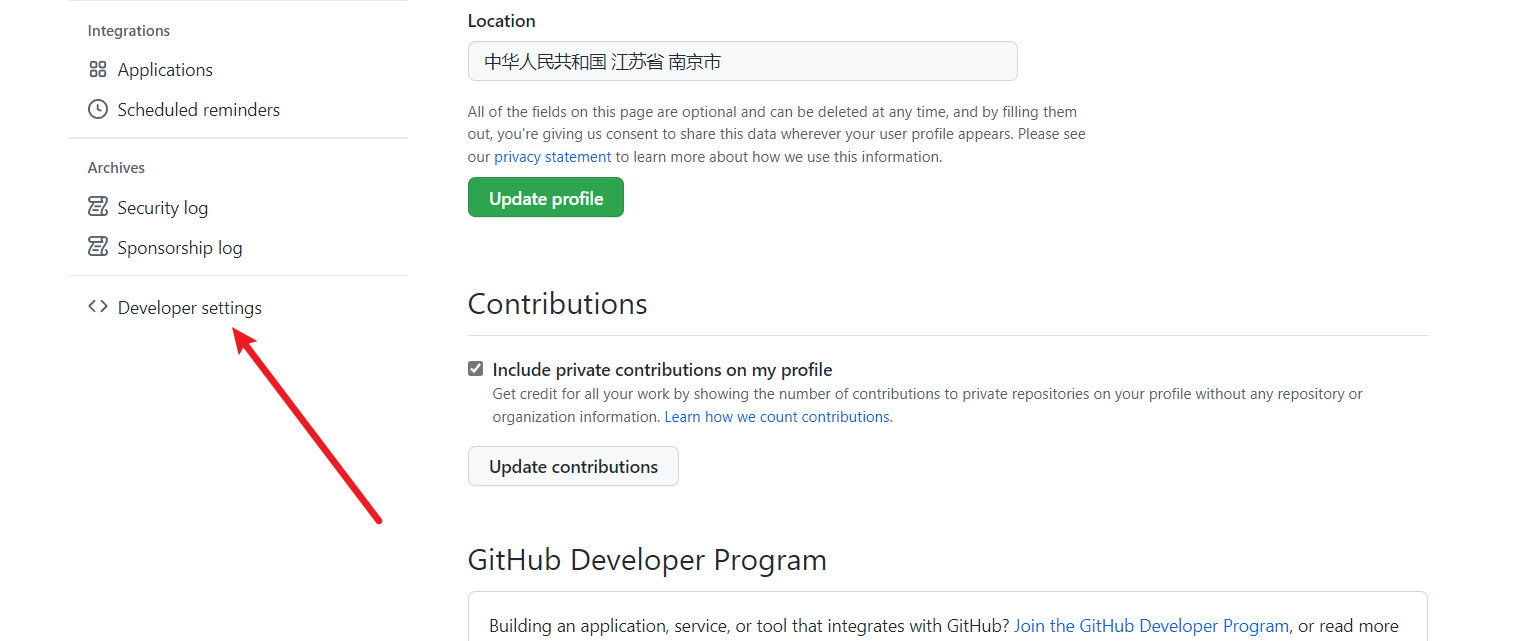 Integrations
Applications
Scheduled reminders
Archives
Security log
Sponsorship log
Developer settings
Location
中华人民共和国 江苏省 南京市
All of the fields on this page are optional and can be deleted at any time, and by filling them
out, you're giving us consent to share this data wherever your user profile appears. Please see
our privacy statement to learn more about how we use this information.
Update profile
Contributions
Include private contributions on my profile
Get credit for all your work by showing the number of contributions to private repositories on your profile without any repository or
organization information. Learn how we count contributions.
Update contributions
GitHub Developer Program
Building an application, service, or tool that integrates with GitHub? Join the GitHub Developer Program, or read more